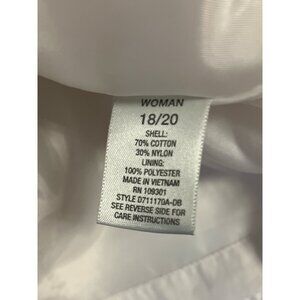 WOMAN
18/20
SHELL:
70% COTTON
30% NYLON
LINING:
100% POLYESTER
MADE IN VIETNAM
RN 109301
STYLE D711170A-DB
SEE REVERSE SIDE FOR
CARE INSTRUCTIONS